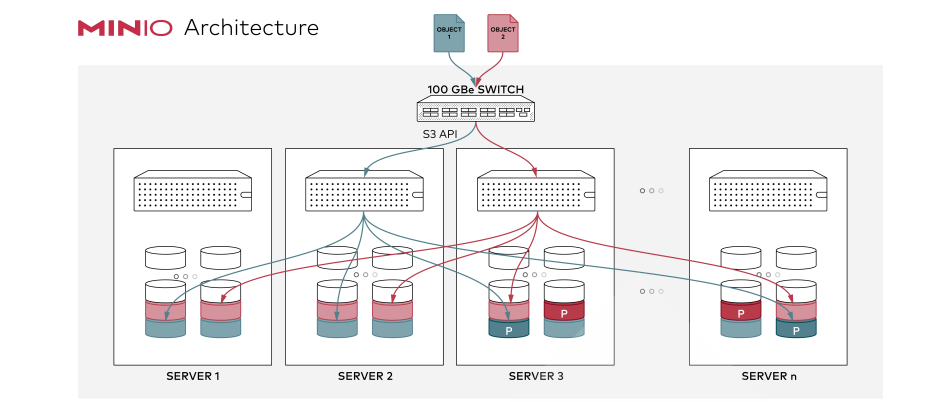 MINIO Architecture
OBJECT
1
OBJECT
2
100 GBe SWITCH
S3 API
P
P
P
P
SERVER 1
SERVER 2
SERVER 3
SERVER n